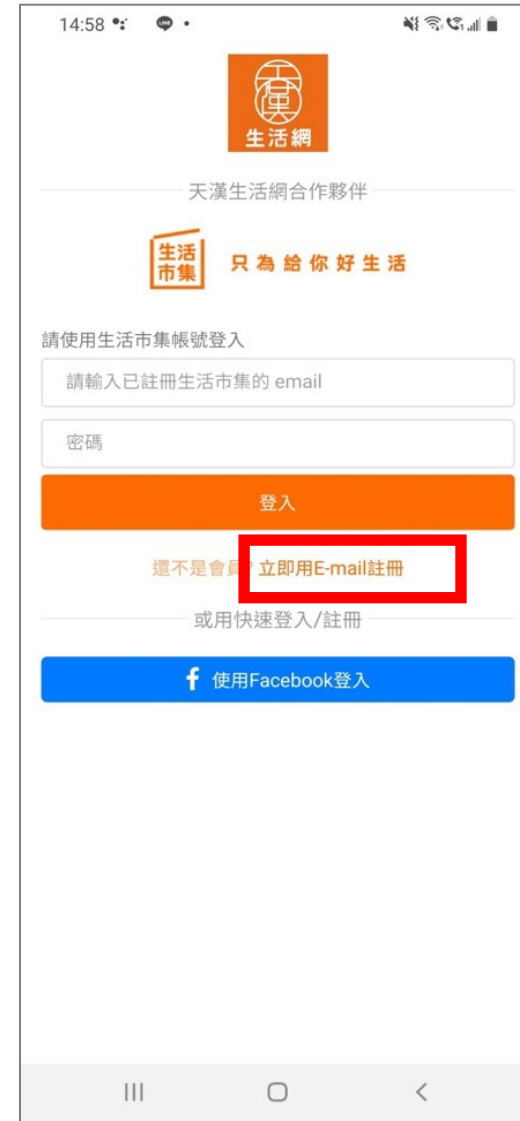 14:58
天漢
生活網
天漢生活網合作夥伴
生活
市集
只為給你好生活
請使用生活市集帳號登入
請輸入已註冊生活市集的 email
密碼
登入
還不是會員? 立即用E-mail註冊
或用快速登入/註冊
f 使用Facebook登入